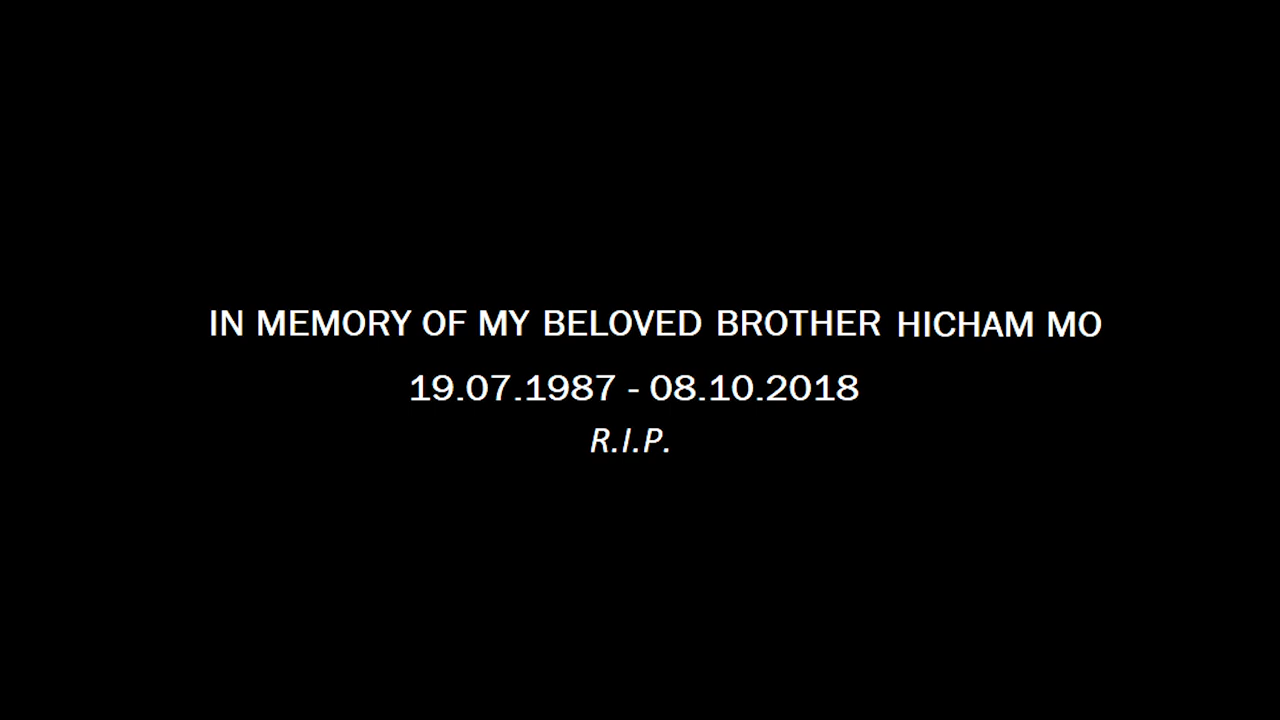 IN MEMORY OF MY BELOVED BROTHER HICHAM MO
19.07.1987 - 08.10.2018
R.I.P.